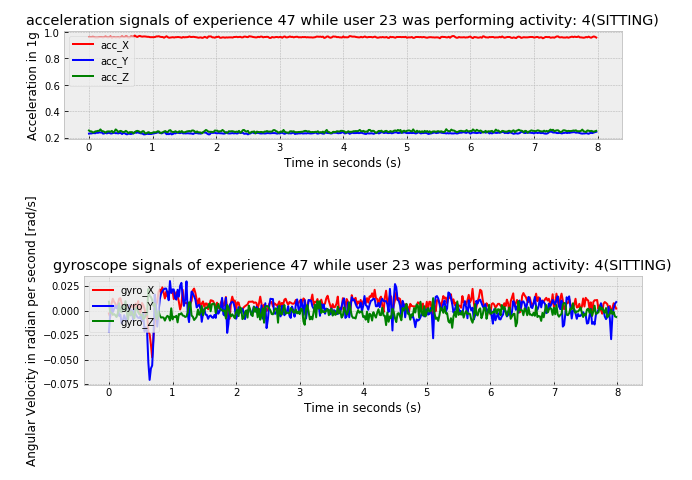 acceleration signals of experience 47 while user 23 was performing activity: 4(SITTING)
Acceleration in 1g
1.0
0.8
0.6
0.4
0.2
acc_X
acc_Y
acc_Z
0 1 2 3 4 5 6 7 8
Time in seconds (s)
gyroscope signals of experience 47 while user 23 was performing activity: 4(SITTING)
Angular Velocity in radian per second [rad/s]
0.025
0.000
−0.025
−0.050
−0.075
gyro_X
gyro_Y
gyro_Z
0 1 2 3 4 5 6 7 8
Time in seconds (s)